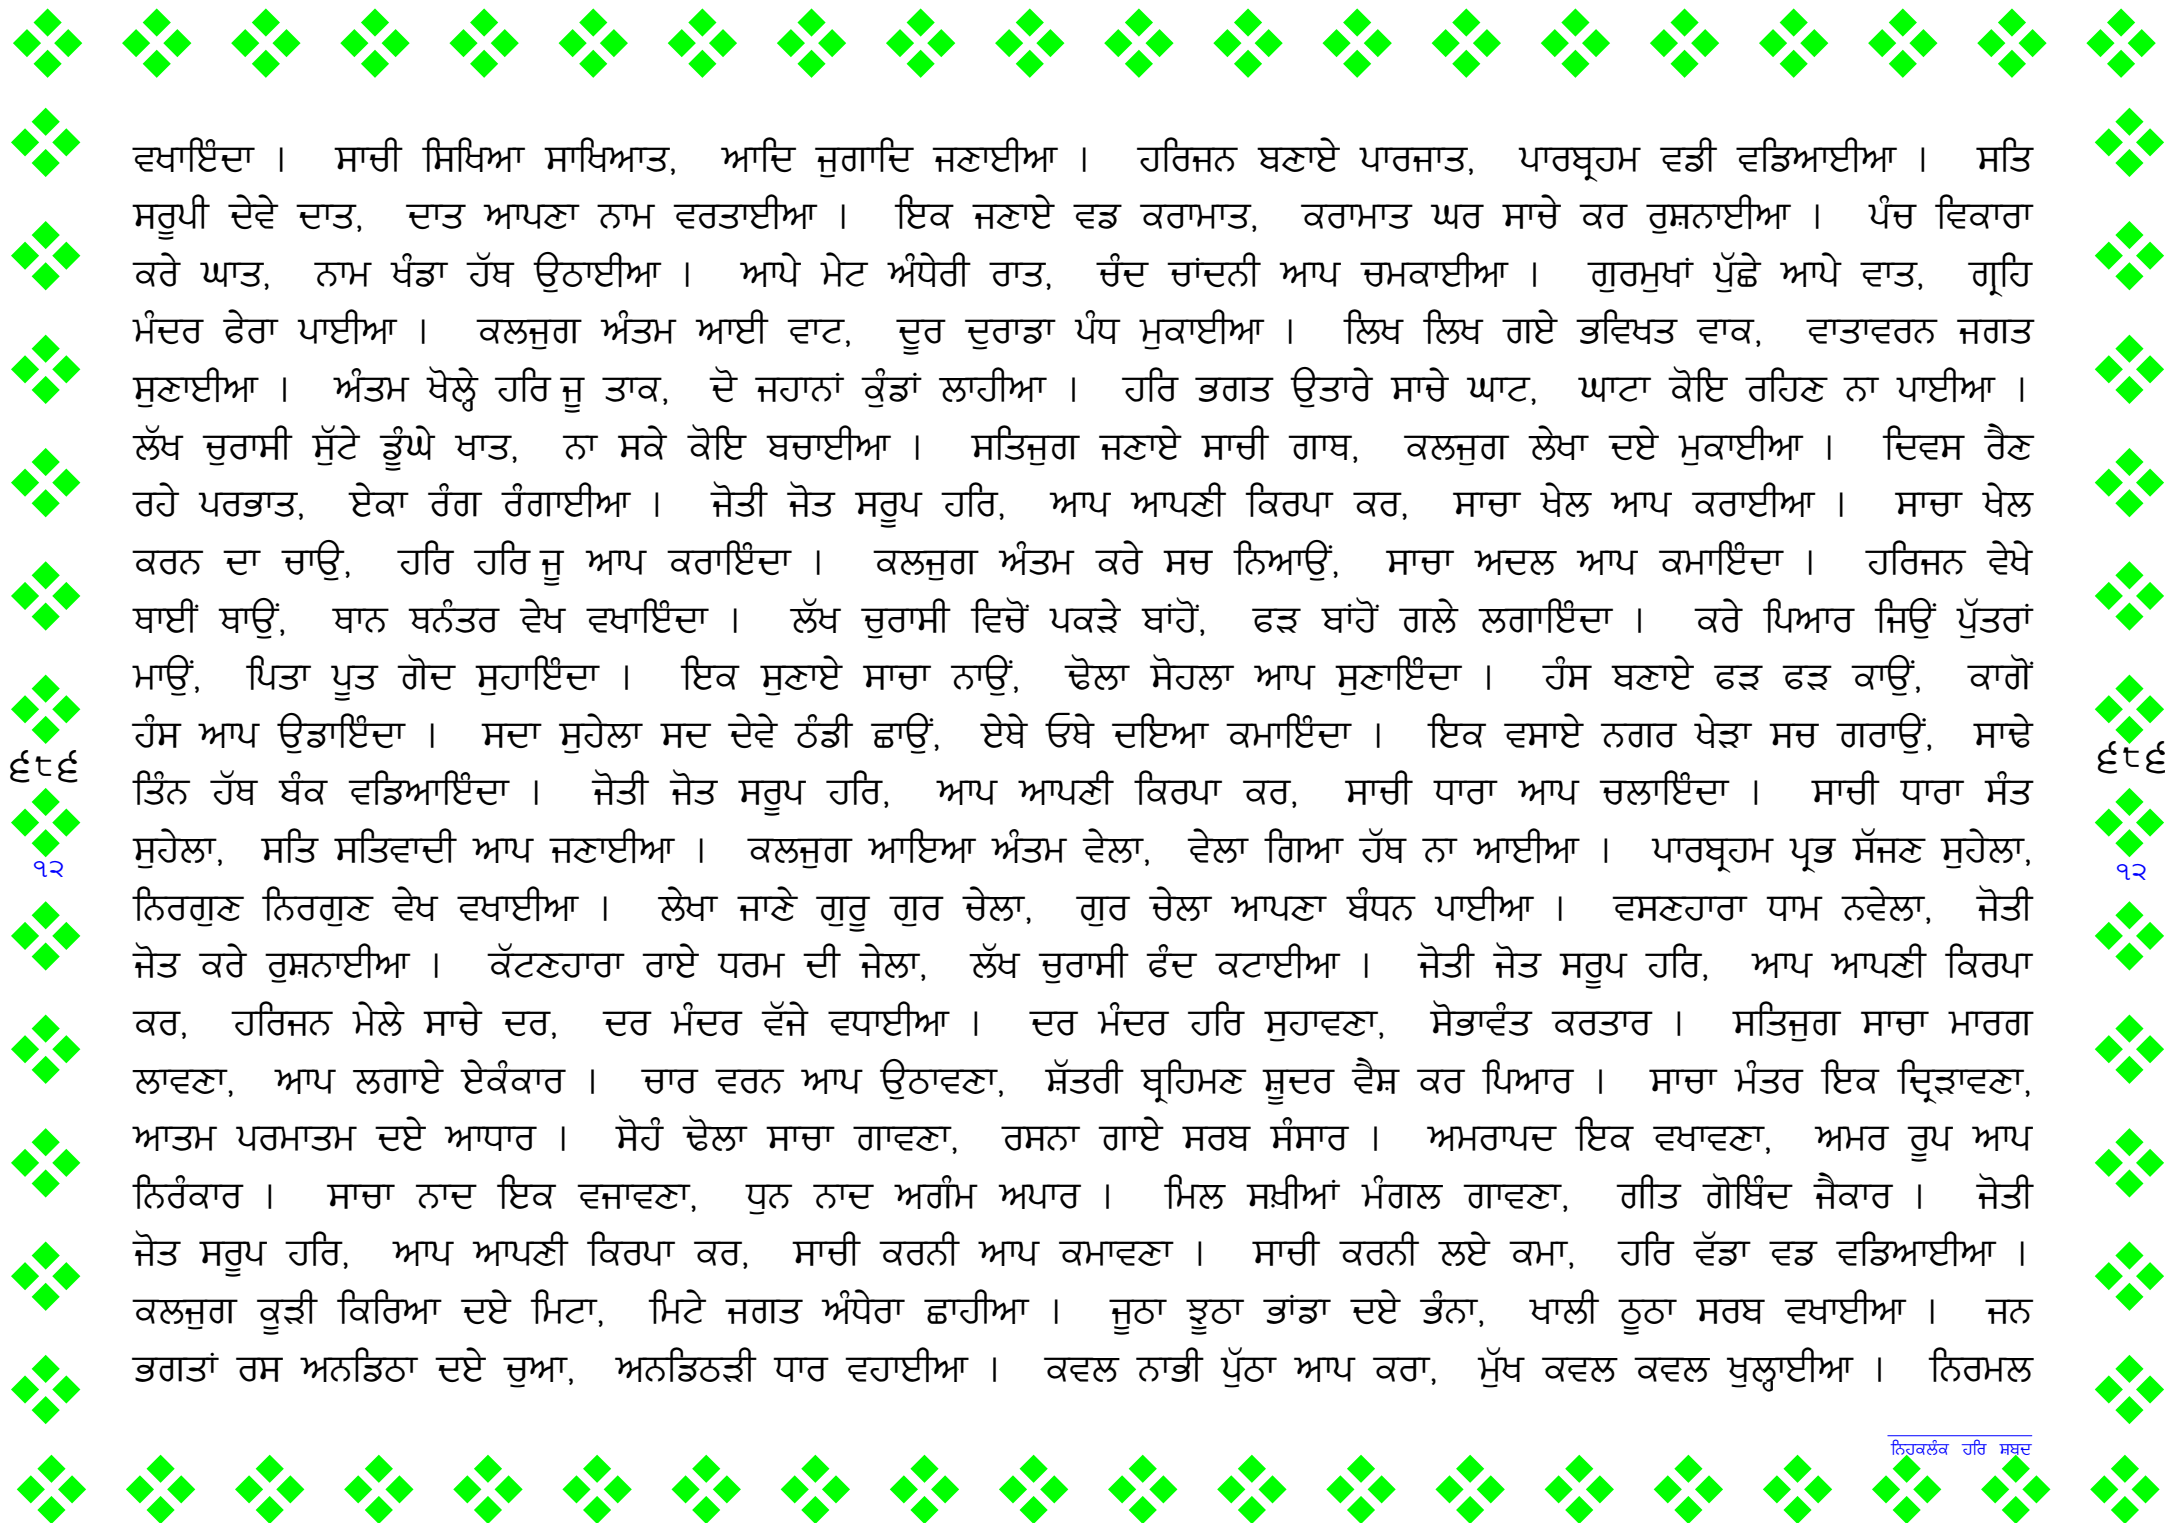 ਵਖਾਇੰਦਾ । ਸਾਚੀ ਸਿਖਿਆ ਸਾਖਿਆਤ, ਆਦਿ ਜੁਗਾਦਿ ਜਣਾਈਆ । ਹਰਿਜਨ ਬਣਾਏ ਪਾਰਜਾਤ, ਪਾਰਬ੍ਰਹਮ ਵਡੀ ਵਡਿਆਈਆ । ਸਤਿ
ਸਰੂਪੀ ਦੇਵੇ ਦਾਤ, ਦਾਤ ਆਪਣਾ ਨਾਮ ਵਰਤਾਈਆ । ਇਕ ਜਣਾਏ ਵਡ ਕਰਾਮਾਤ, ਕਰਾਮਾਤ ਘਰ ਸਾਚੇ ਕਰ ਰੁਸ਼ਨਾਈਆ । ਪੰਚ ਵਿਕਾਰਾ
ਕਰੇ ਘਾਤ, ਨਾਮ ਖੰਡਾ ਹੱਥ ਉਠਾਈਆ । ਆਪੇ ਮੇਟ ਅੰਧੇਰੀ ਰਾਤ, ਚੰਦ ਚਾਂਦਨੀ ਆਪ ਚਮਕਾਈਆ । ਗੁਰਮੁਖਾਂ ਪੁੱਛੇ ਆਪੇ ਵਾਤ, ਗ੍ਰਹਿ
ਮੰਦਰ ਫੇਰਾ ਪਾਈਆ । ਕਲਜੁਗ ਅੰਤਮ ਆਈ ਵਾਟ, ਦੂਰ ਦੁਰਾਡਾ ਪੰਧ ਮੁਕਾਈਆ । ਲਿਖ ਲਿਖ ਗਏ ਭਵਿਖਤ ਵਾਕ, ਵਾਤਾਵਰਨ ਜਗਤ
ਸੁਣਾਈਆ । ਅੰਤਮ ਖੋਲ੍ਹੇ ਹਰਿ ਜੂ ਤਾਕ, ਦੋ ਜਹਾਨਾਂ ਕੁੰਡਾਂ ਲਾਹੀਆ । ਹਰਿ ਭਗਤ ਉਤਾਰੇ ਸਾਚੇ ਘਾਟ, ਘਾਟਾ ਕੋਇ ਰਹਿਣ ਨਾ ਪਾਈਆ ।
ਲੱਖ ਚੁਰਾਸੀ ਸੁੱਟੇ ਡੂੰਘੇ ਖਾਤ, ਨਾ ਸਕੇ ਕੋਇ ਬਚਾਈਆ । ਸਤਿਜੁਗ ਜਣਾਏ ਸਾਚੀ ਗਾਥ, ਕਲਜੁਗ ਲੇਖਾ ਦਏ ਮੁਕਾਈਆ । ਦਿਵਸ ਰੈਣ
ਰਹੇ ਪਰਭਾਤ, ਏਕਾ ਰੰਗ ਰੰਗਾਈਆ । ਜੋਤੀ ਜੋਤ ਸਰੂਪ ਹਰਿ, ਆਪ ਆਪਣੀ ਕਿਰਪਾ ਕਰ, ਸਾਚਾ ਖੇਲ ਆਪ ਕਰਾਈਆ । ਸਾਚਾ ਖੇਲ
ਕਰਨ ਦਾ ਚਾਉ, ਹਰਿ ਹਰਿ ਜੂ ਆਪ ਕਰਾਇੰਦਾ । ਕਲਜੁਗ ਅੰਤਮ ਕਰੇ ਸਚ ਨਿਆਉਂ, ਸਾਚਾ ਅਦਲ ਆਪ ਕਮਾਇੰਦਾ । ਹਰਿਜਨ ਵੇਖੇ
ਥਾਈਂ ਥਾਉਂ, ਥਾਨ ਥਨੰਤਰ ਵੇਖ ਵਖਾਇੰਦਾ । ਲੱਖ ਚੁਰਾਸੀ ਵਿਚੋਂ ਪਕੜੇ ਬਾਂਹੋਂ, ਫੜ ਬਾਂਹੋਂ ਗਲੇ ਲਗਾਇੰਦਾ । ਕਰੇ ਪਿਆਰ ਜਿਉਂ ਪੁੱਤਰਾਂ
ਮਾਉਂ, ਪਿਤਾ ਪੂਤ ਗੋਦ ਸੁਹਾਇੰਦਾ । ਇਕ ਸੁਣਾਏ ਸਾਚਾ ਨਾਉਂ, ਢੋਲਾ ਸੋਹਲਾ ਆਪ ਸੁਣਾਇੰਦਾ । ਹੰਸ ਬਣਾਏ ਫੜ ਫੜ ਕਾਉਂ, ਕਾਗੋਂ
ਹੰਸ ਆਪ ਉਡਾਇੰਦਾ । ਸਦਾ ਸੁਹੇਲਾ ਸਦ ਦੇਵੇ ਠੰਡੀ ਛਾਉਂ, ਏਥੇ ਓਥੇ ਦਇਆ ਕਮਾਇੰਦਾ । ਇਕ ਵਸਾਏ ਨਗਰ ਖੇੜਾ ਸਚ ਗਰਾਉਂ, ਸਾਢੇ
ਤਿੰਨ ਹੱਥ ਬੰਕ ਵਡਿਆਇੰਦਾ । ਜੋਤੀ ਜੋਤ ਸਰੂਪ ਹਰਿ, ਆਪ ਆਪਣੀ ਕਿਰਪਾ ਕਰ, ਸਾਚੀ ਧਾਰਾ ਆਪ ਚਲਾਇੰਦਾ । ਸਾਚੀ ਧਾਰਾ ਸੰਤ
ਸੁਹੇਲਾ, ਸਤਿ ਸਤਿਵਾਦੀ ਆਪ ਜਣਾਈਆ । ਕਲਜੁਗ ਆਇਆ ਅੰਤਮ ਵੇਲਾ, ਵੇਲਾ ਗਿਆ ਹੱਥ ਨਾ ਆਈਆ । ਪਾਰਬ੍ਰਹਮ ਪ੍ਰਭ ਸੱਜਣ ਸੁਹੇਲਾ,
ਨਿਰਗੁਣ ਨਿਰਗੁਣ ਵੇਖ ਵਖਾਈਆ । ਲੇਖਾ ਜਾਣੇ ਗੁਰੂ ਗੁਰ ਚੇਲਾ, ਗੁਰ ਚੇਲਾ ਆਪਣਾ ਬੰਧਨ ਪਾਈਆ । ਵਸਣਹਾਰਾ ਧਾਮ ਨਵੇਲਾ, ਜੋਤੀ
ਜੋਤ ਕਰੇ ਰੁਸ਼ਨਾਈਆ । ਕੱਟਣਹਾਰਾ ਰਾਏ ਧਰਮ ਦੀ ਜੇਲਾ, ਲੱਖ ਚੁਰਾਸੀ ਫੰਦ ਕਟਾਈਆ । ਜੋਤੀ ਜੋਤ ਸਰੂਪ ਹਰਿ, ਆਪ ਆਪਣੀ ਕਿਰਪਾ
ਕਰ, ਹਰਿਜਨ ਮੇਲੇ ਸਾਚੇ ਦਰ, ਦਰ ਮੰਦਰ ਵੱਜੇ ਵਧਾਈਆ । ਦਰ ਮੰਦਰ ਹਰਿ ਸੁਹਾਵਣਾ, ਸੋਭਾਵੰਤ ਕਰਤਾਰ । ਸਤਿਜੁਗ ਸਾਚਾ ਮਾਰਗ
ਲਾਵਣਾ, ਆਪ ਲਗਾਏ ਏਕੰਕਾਰ । ਚਾਰ ਵਰਨ ਆਪ ਉਠਾਵਣਾ, ਸ਼ੱਤਰੀ ਬ੍ਰਹਿਮਣ ਸ਼ੂਦਰ ਵੈਸ਼ ਕਰ ਪਿਆਰ । ਸਾਚਾ ਮੰਤਰ ਇਕ ਦ੍ਰਿੜਾਵਣਾ,
ਆਤਮ ਪਰਮਾਤਮ ਦਏ ਆਧਾਰ । ਸੋਹੰ ਢੋਲਾ ਸਾਚਾ ਗਾਵਣਾ, ਰਸਨਾ ਗਾਏ ਸਰਬ ਸੰਸਾਰ । ਅਮਰਾਪਦ ਇਕ ਵਖਾਵਣਾ, ਅਮਰ ਰੂਪ ਆਪ
ਨਿਰੰਕਾਰ । ਸਾਚਾ ਨਾਦ ਇਕ ਵਜਾਵਣਾ, ਧੁਨ ਨਾਦ ਅਗੰਮ ਅਪਾਰ । ਮਿਲ ਸਖ਼ੀਆਂ ਮੰਗਲ ਗਾਵਣਾ, ਗੀਤ ਗੋਬਿੰਦ ਜੈਕਾਰ । ਜੋਤੀ
ਜੋਤ ਸਰੂਪ ਹਰਿ, ਆਪ ਆਪਣੀ ਕਿਰਪਾ ਕਰ, ਸਾਚੀ ਕਰਨੀ ਆਪ ਕਮਾਵਣਾ । ਸਾਚੀ ਕਰਨੀ ਲਏ ਕਮਾ, ਹਰਿ ਵੱਡਾ ਵਡ ਵਡਿਆਈਆ ।
ਕਲਜੁਗ ਕੂੜੀ ਕਿਰਿਆ ਦਏ ਮਿਟਾ, ਮਿਟੇ ਜਗਤ ਅੰਧੇਰਾ ਛਾਹੀਆ । ਜੂਠਾ ਝੂਠਾ ਭਾਂਡਾ ਦਏ ਭੰਨਾ, ਖਾਲੀ ਠੂਠਾ ਸਰਬ ਵਖਾਈਆ । ਜਨ
ਭਗਤਾਂ ਰਸ ਅਨਡਿਠਾ ਦਏ ਚੁਆ, ਅਨਡਿਠੜੀ ਧਾਰ ਵਹਾਈਆ । ਕਵਲ ਨਾਭੀ ਪੁੱਠਾ ਆਪ ਕਰਾ, ਮੁੱਖ ਕਵਲ ਕਵਲ ਖੁਲ੍ਹਾਈਆ । ਨਿਰਮਲ
੬੮੬ ੬੮੬
੧੨ ੧੨
ਨਿਹਕਲੰਕ ਹਰਿ ਸ਼ਬਦ